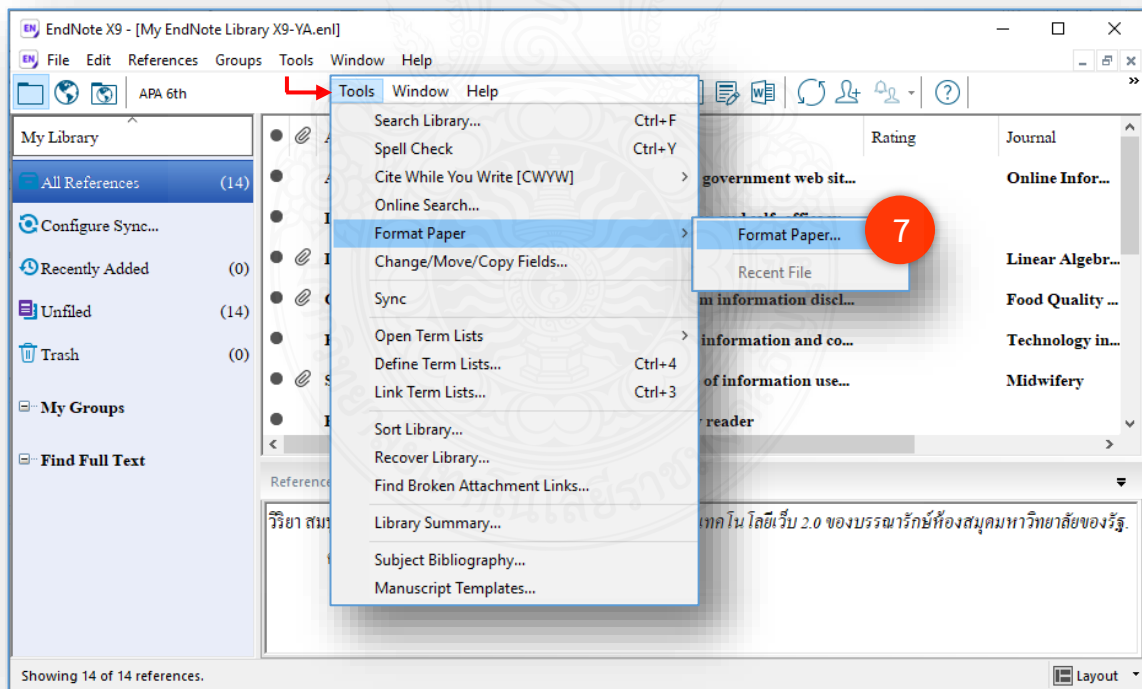 EndNote X9 - [My EndNote Library X9-YA.enl]
File Edit References Groups Tools Window Help
APA 6th
Tools Window Help
Search Library... Ctrl+F
Spell Check Ctrl+Y
Cite While You Write [CWYW]
Online Search...
Format Paper
Change/Move/Copy Fields...
Sync
Open Term Lists
Define Term Lists... Ctrl+4
Link Term Lists... Ctrl+3
Sort Library...
Recover Library...
Find Broken Attachment Links...
Library Summary...
Subject Bibliography...
Manuscript Templates...
Format Paper...
Recent File
7
My Library
All References (14)
Configure Sync...
Recently Added (0)
Unfiled (14)
Trash (0)
My Groups
Find Full Text
Rating Journal
government web sit... Online Infor...
Linear Algebr...
information discl... Food Quality ...
information and co... Technology in...
of information use... Midwifery
reader
วิริยา
เทคโนโลยีเว็บ 2.0 ของบรรณารักษ์ห้องสมุดมหาวิทยาลัยของรัฐ.
Showing 14 of 14 references.
Layout